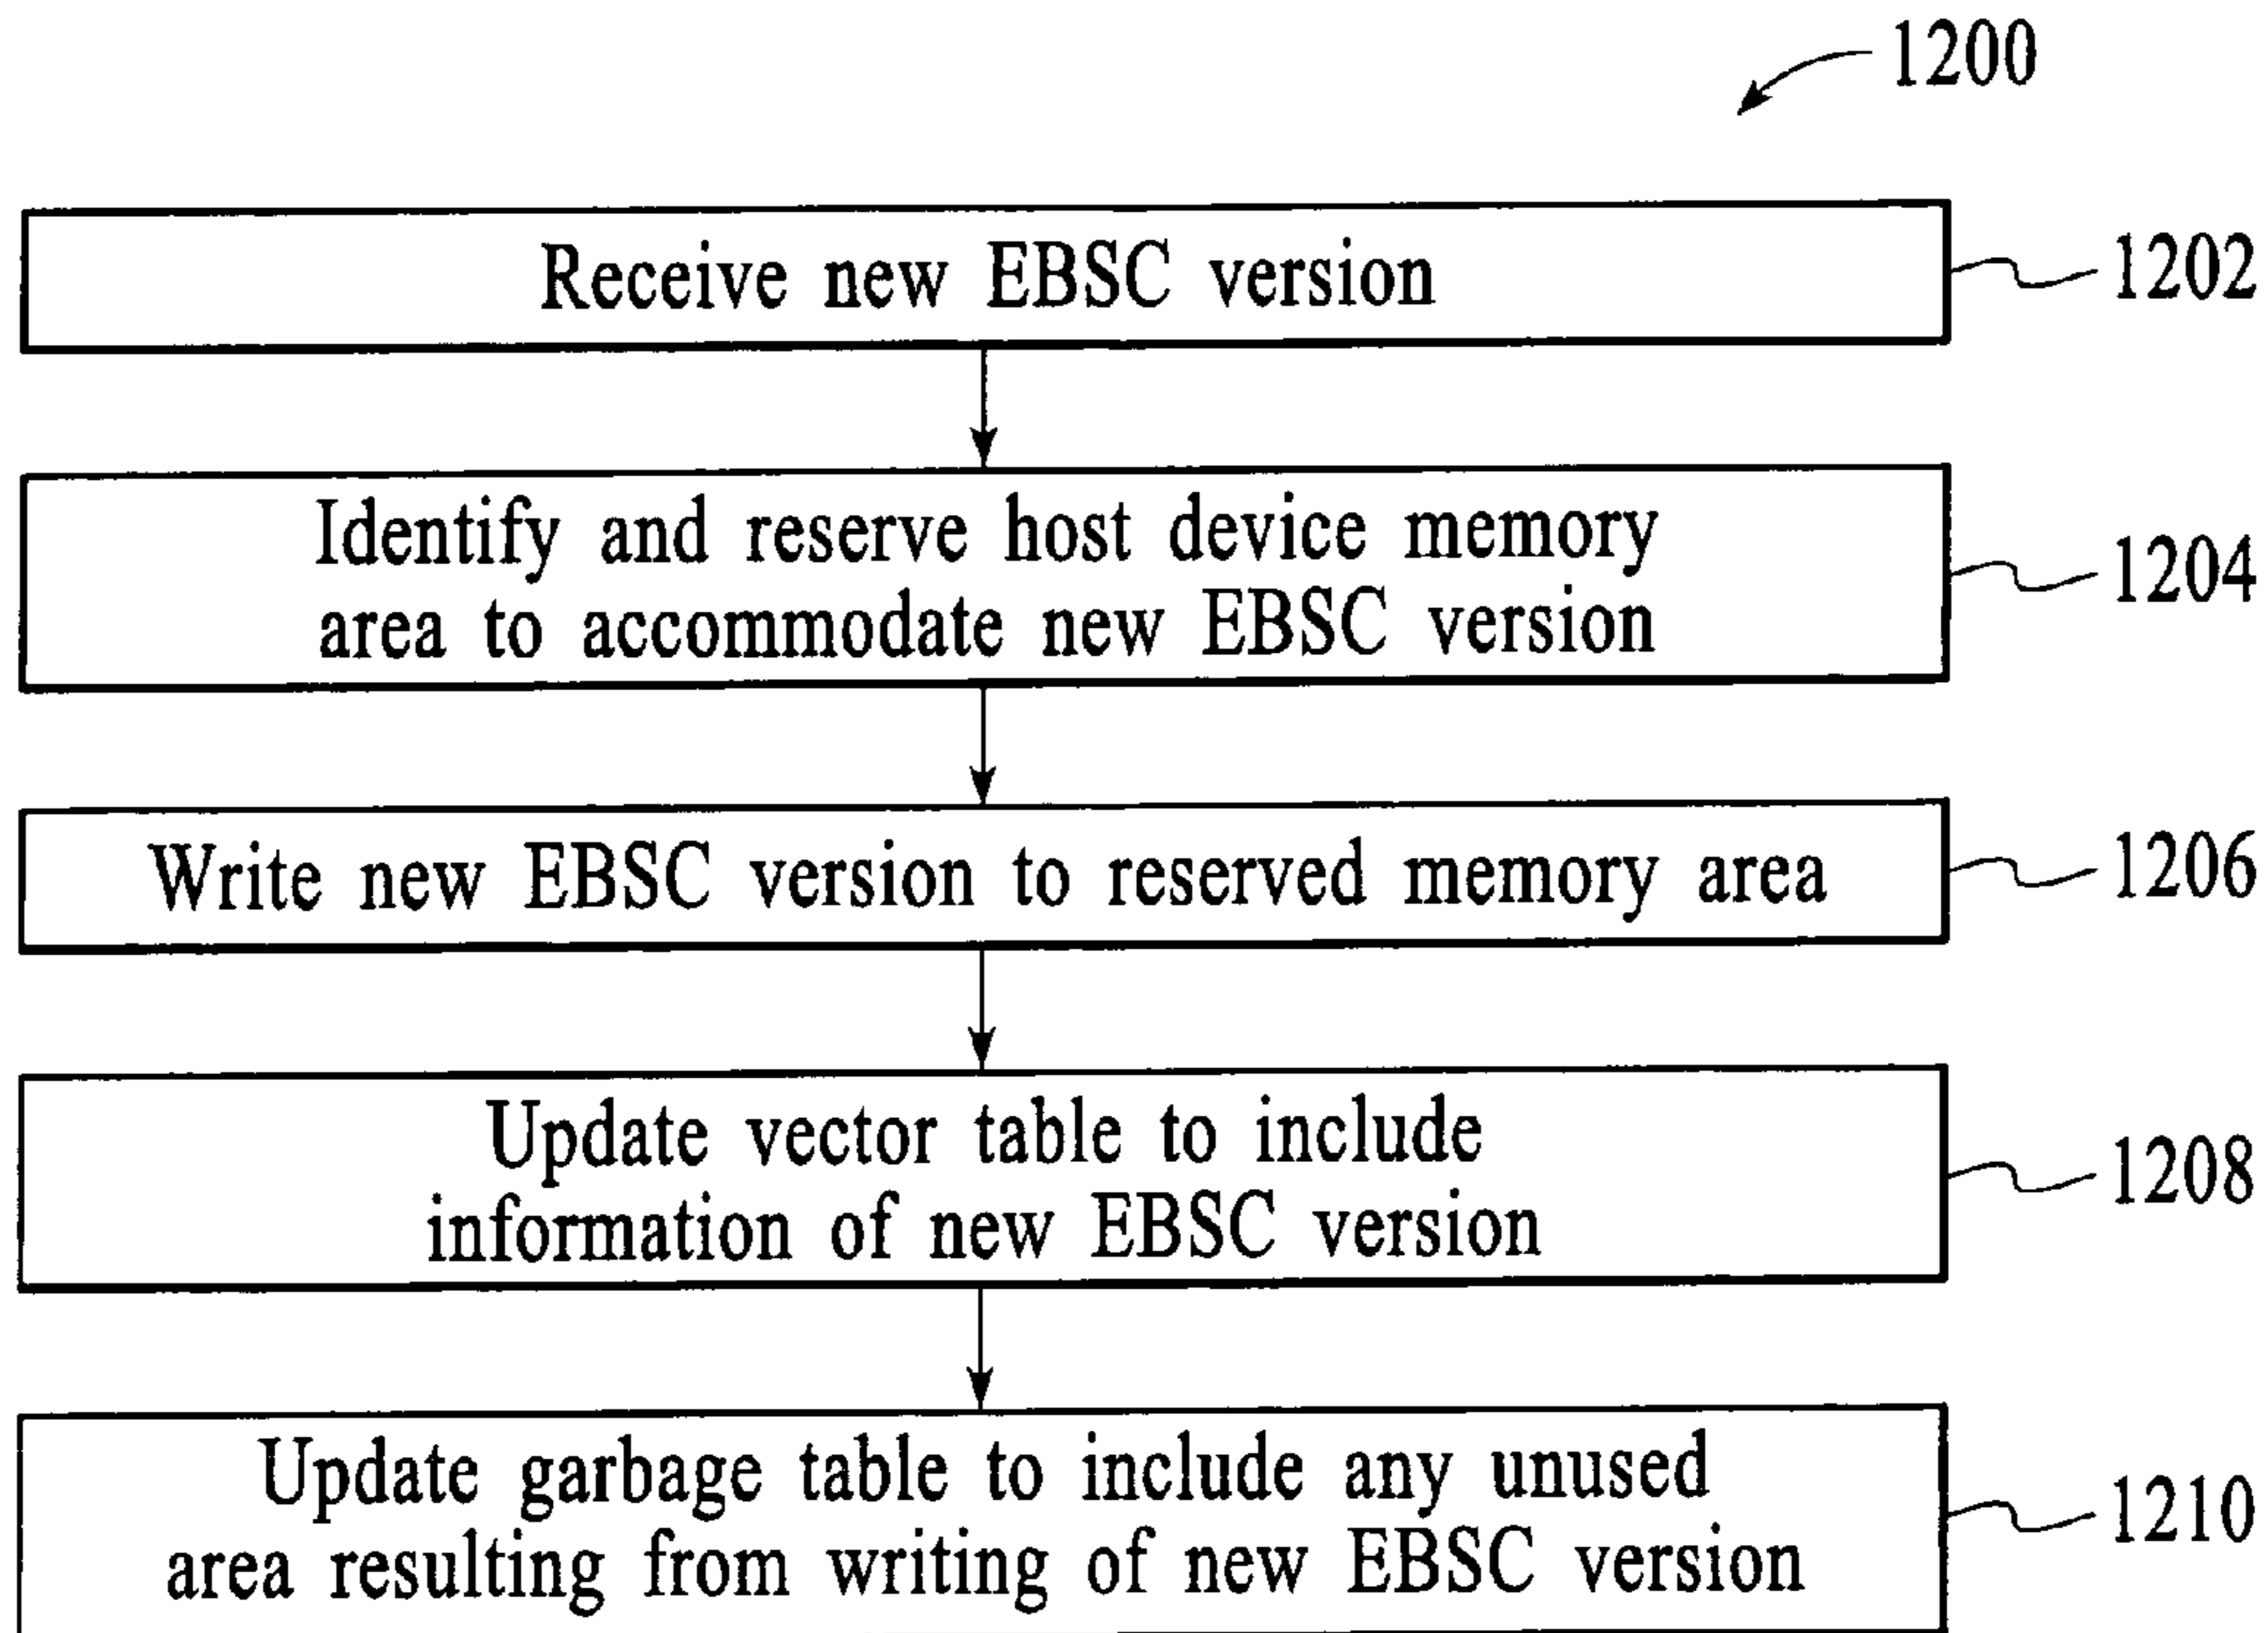 1200
Receive new EBSC version
1202
Identify and reserve host device memory
area to accommodate new EBSC version
1204
Write new EBSC version to reserved memory area
1206
Update vector table to include
information of new EBSC version
1208
Update garbage table to include any unused
area resulting from writing of new EBSC version
1210